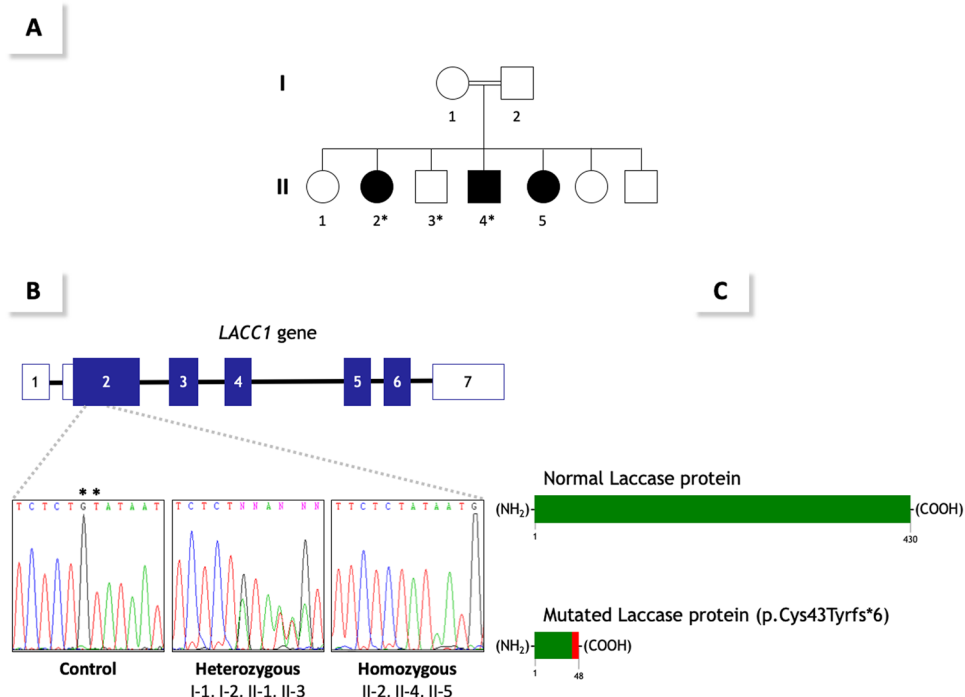 A
I
1 2
II
1 2* 3* 4* 5
B
C
LACC1 gene
1 2 3 4 5 6 7
Normal Laccase protein
(NH₂) (COOH)
1 430
* *
T C T C T G T A T A A T
T C T C T N N A N N N
T T C T C T A T A A T G
Mutated Laccase protein (p.Cys43Tyrfs*6)
(NH₂) (COOH)
1 48
Control
Heterozygous
I-1, I-2, II-1, II-3
Homozygous
II-2, II-4, II-5